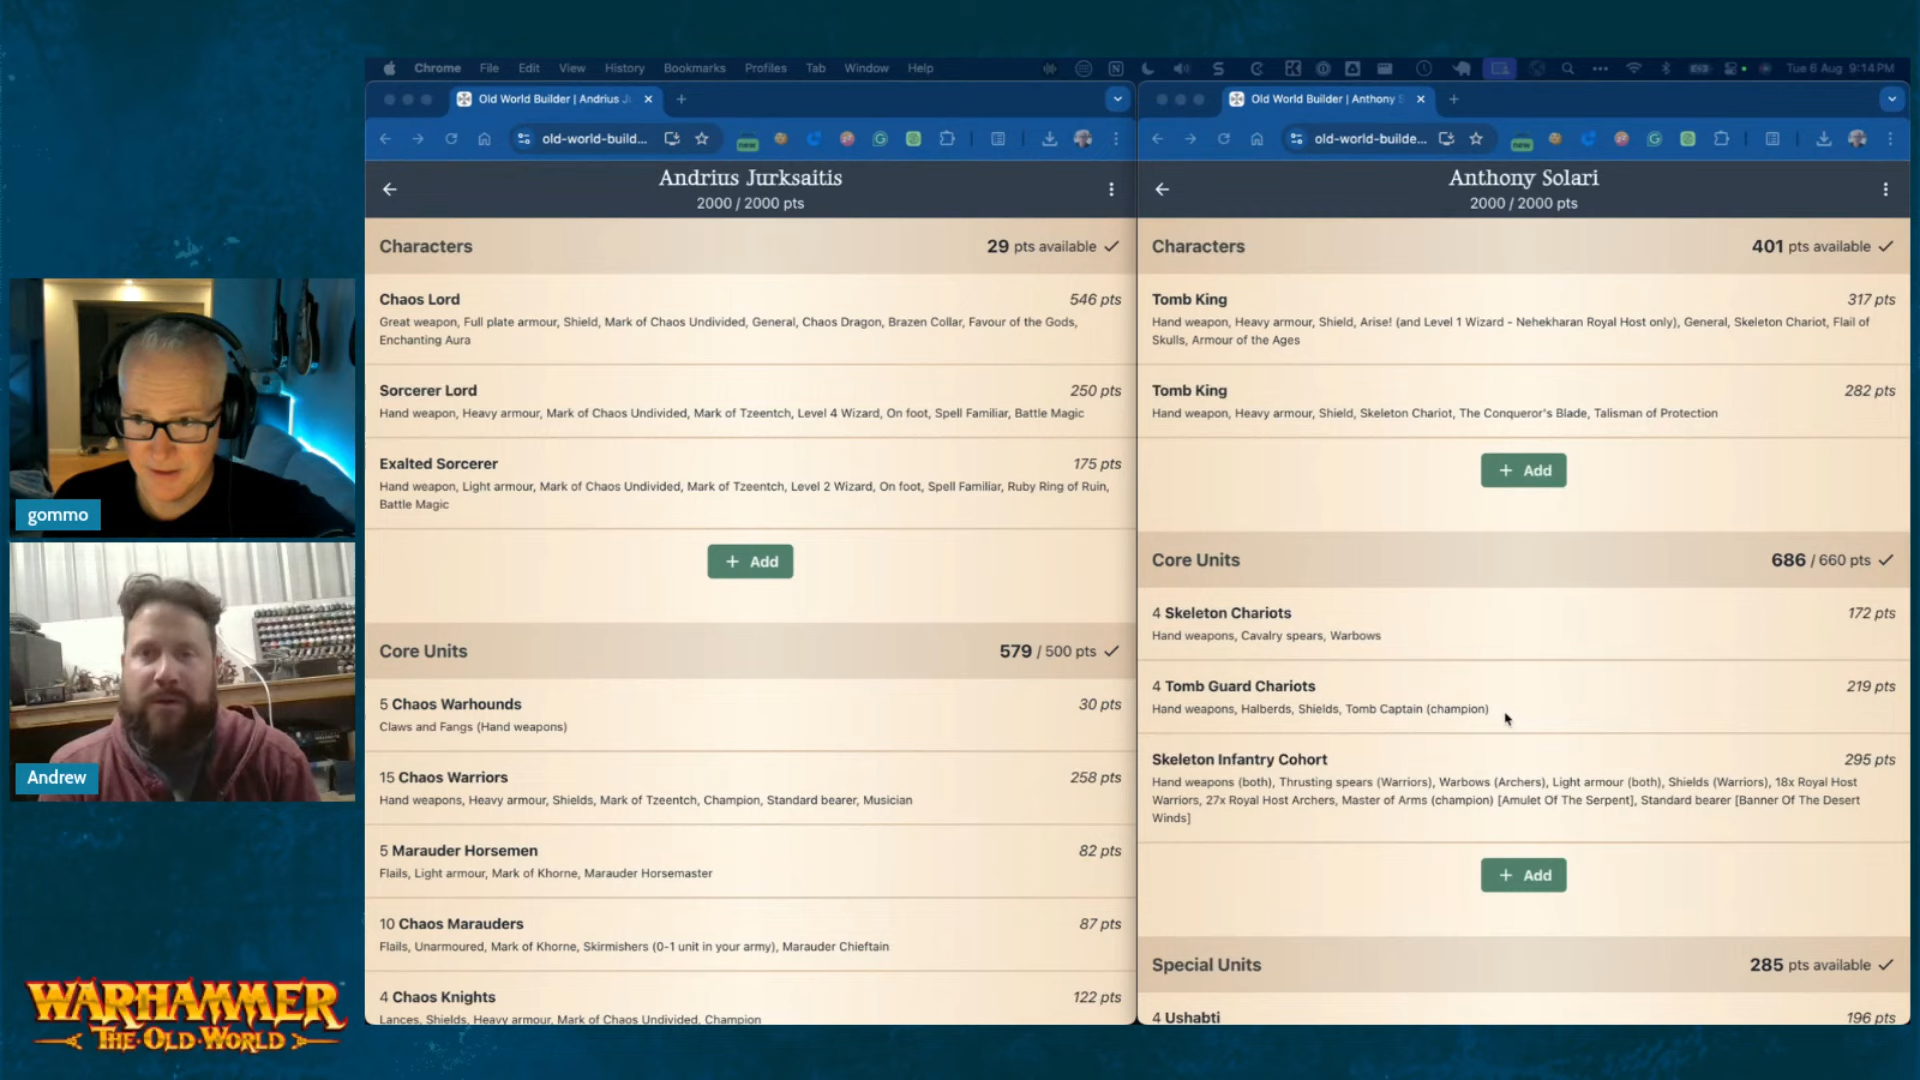 Chrome File Edit View History Bookmarks Profiles Tab Window Help
Tue 6 Aug 9:14 PM
Old World Builder | Andrius J
old-world-build...
new
Andrius Jurksaitis
2000 / 2000 pts
Characters
29 pts available
Chaos Lord
546 pts
Great weapon, Full plate armour, Shield, Mark of Chaos Undivided, General, Chaos Dragon, Brazen Collar, Favour of the Gods,
Enchanting Aura
Sorcerer Lord
250 pts
Hand weapon, Heavy armour, Mark of Chaos Undivided, Mark of Tzeentch, Level 4 Wizard, On foot, Spell Familiar, Battle Magic
Exalted Sorcerer
175 pts
Hand weapon, Light armour, Mark of Chaos Undivided, Mark of Tzeentch, Level 2 Wizard, On foot, Spell Familiar, Ruby Ring of Ruin,
Battle Magic
+ Add
Core Units
579 / 500 pts
5 Chaos Warhounds
30 pts
Claws and Fangs (Hand weapons)
15 Chaos Warriors
258 pts
Hand weapons, Heavy armour, Shields, Mark of Tzeentch, Champion, Standard bearer, Musician
5 Marauder Horsemen
82 pts
Flails, Light armour, Mark of Khorne, Marauder Horsemaster
10 Chaos Marauders
87 pts
Flails, Unarmoured, Mark of Khorne, Skirmishers (0-1 unit in your army), Marauder Chieftain
4 Chaos Knights
122 pts
Lances, Shields, Heavy armour, Mark of Chaos Undivided, Champion
Old World Builder | Anthony S
old-world-builde...
new
Anthony Solari
2000 / 2000 pts
Characters
401 pts available
Tomb King
317 pts
Hand weapon, Heavy armour, Shield, Arise! (and Level 1 Wizard - Nehekharan Royal Host only), General, Skeleton Chariot, Flail of
Skulls, Armour of the Ages
Tomb King
282 pts
Hand weapon, Heavy armour, Shield, Skeleton Chariot, The Conqueror's Blade, Talisman of Protection
+ Add
Core Units
686 / 660 pts
4 Skeleton Chariots
172 pts
Hand weapons, Cavalry spears, Warbows
4 Tomb Guard Chariots
219 pts
Hand weapons, Halberds, Shields, Tomb Captain (champion)
Skeleton Infantry Cohort
295 pts
Hand weapons (both), Thrusting spears (Warriors), Warbows (Archers), Light armour (both), Shields (Warriors), 18x Royal Host
Warriors, 27x Royal Host Archers, Master of Arms (champion) [Amulet Of The Serpent], Standard bearer [Banner Of The Desert
Winds]
+ Add
Special Units
285 pts available
4 Ushabti
196 pts
gommo
Andrew
WARHAMMER
THE·OLD·WORLD